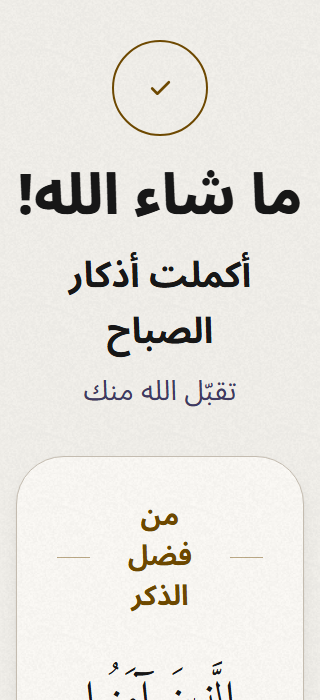 ما شاء الله!
أكملت أذكار
الصباح
تقبّل الله منك
من
فضل
الذكر